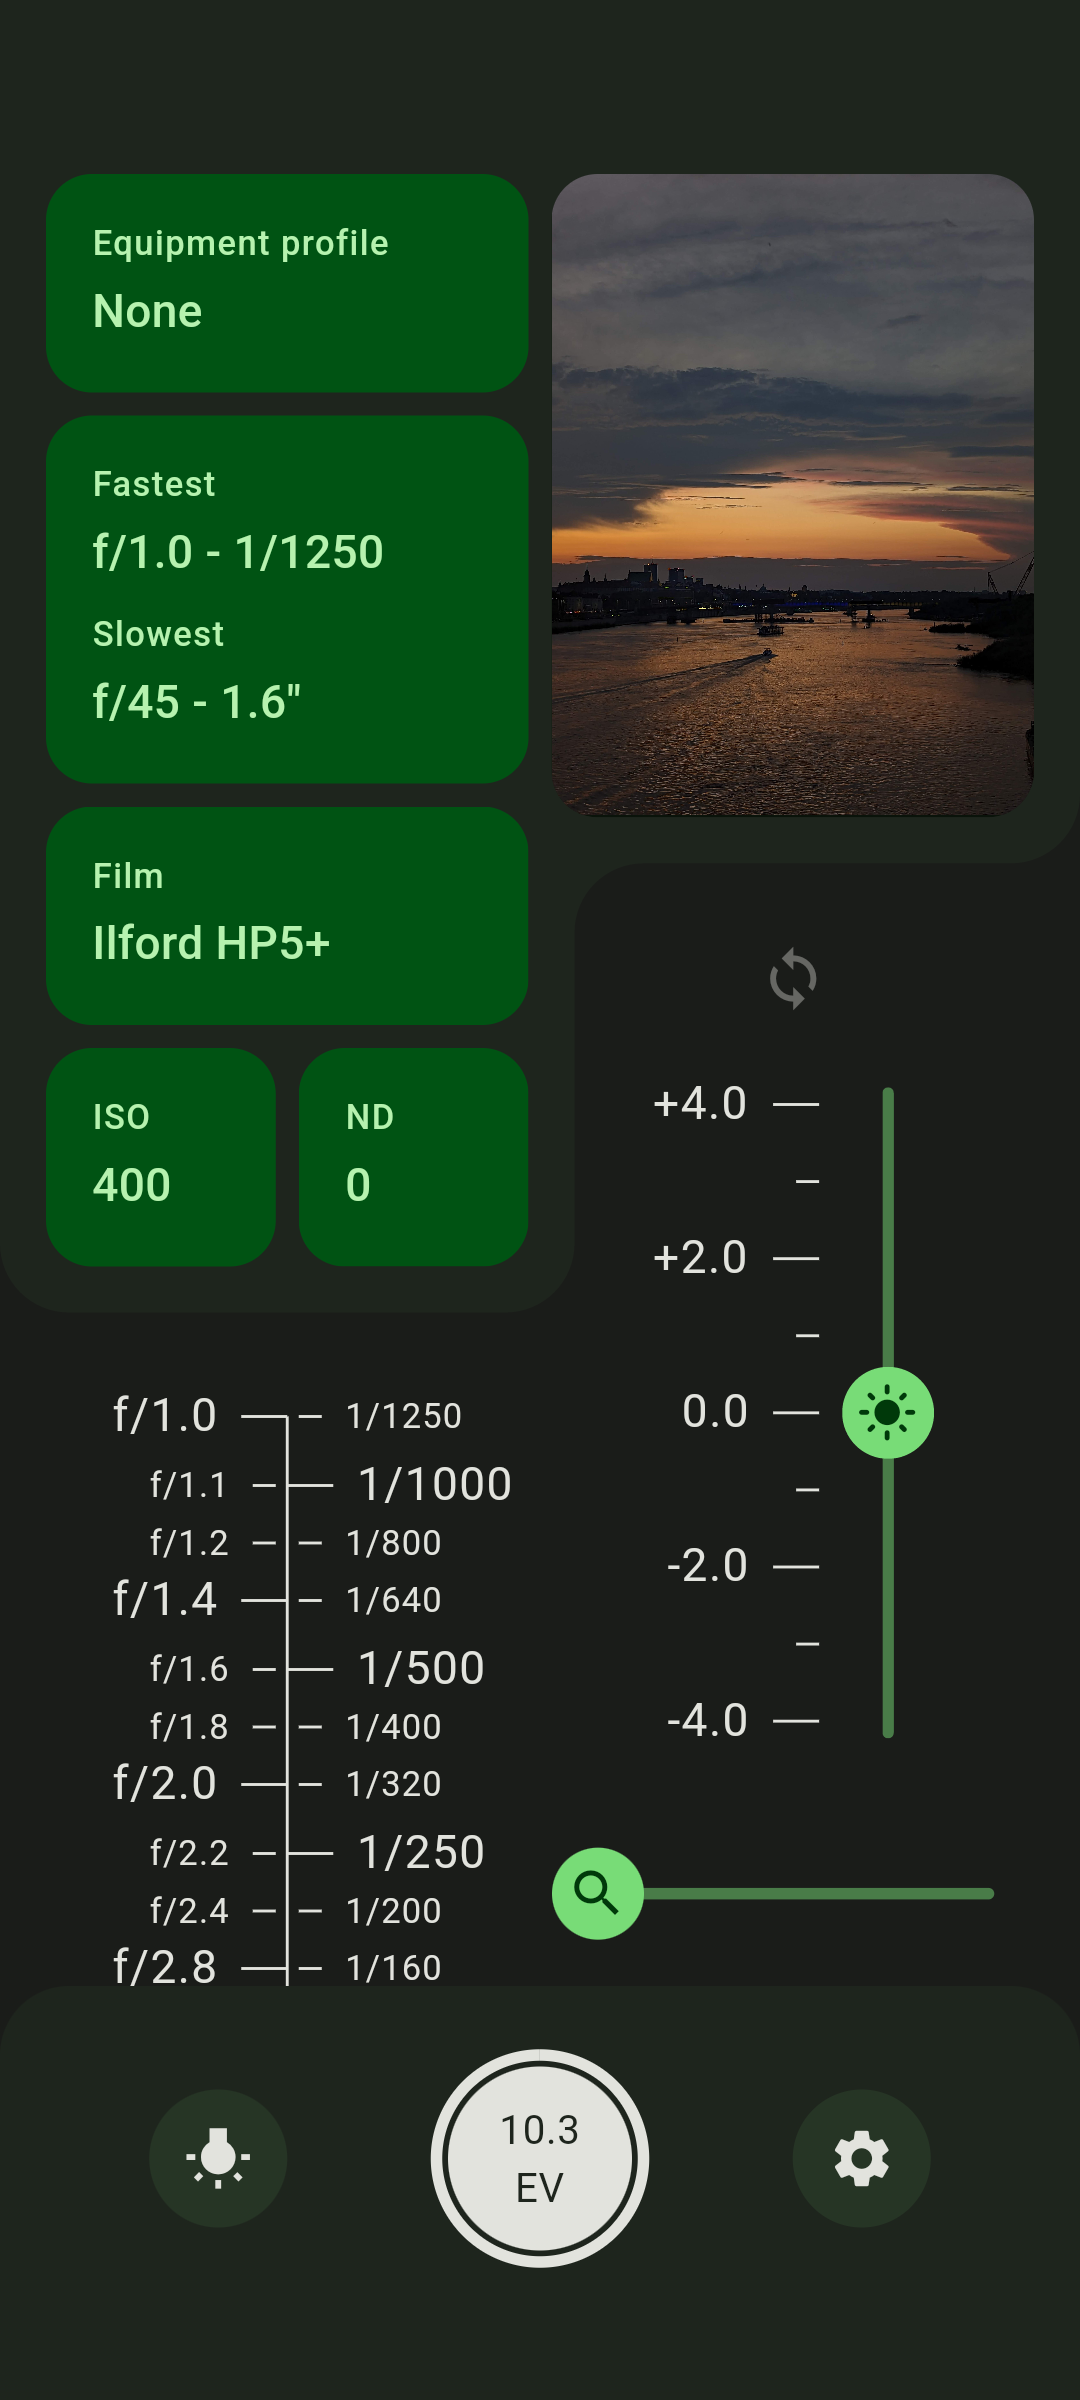 Equipment profile
None
Fastest
f/1.0 - 1/1250
Slowest
f/45 - 1.6"
Film
Ilford HP5+
ISO
400
ND
0
+4.0
+2.0
0.0
-2.0
-4.0
f/1.0 1/1250
f/1.1 1/1000
f/1.2 1/800
f/1.4 1/640
f/1.6 1/500
f/1.8 1/400
f/2.0 1/320
f/2.2 1/250
f/2.4 1/200
f/2.8 1/160
10.3
EV